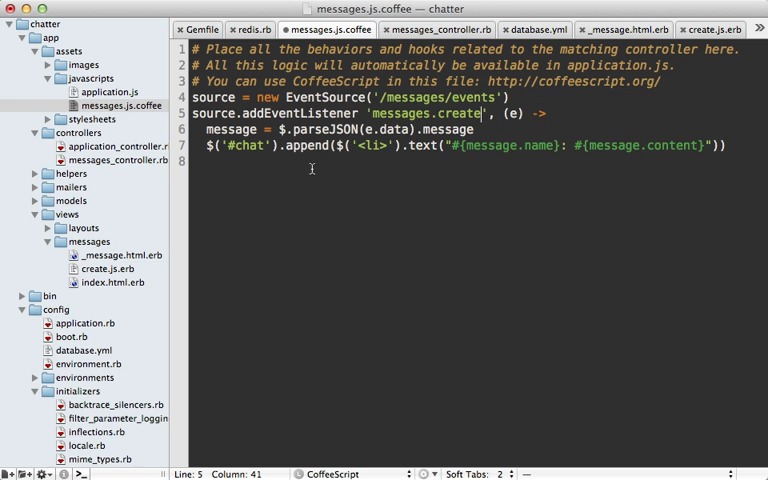 messages.js.coffee — chatter
chatter
app
assets
images
javascripts
application.js
messages.js.coffee
stylesheets
controllers
application_controller.r
messages_controller.rb
helpers
mailers
models
views
layouts
messages
_message.html.erb
create.js.erb
index.html.erb
bin
config
application.rb
boot.rb
database.yml
environment.rb
environments
initializers
backtrace_silencers.rb
filter_parameter_loggin
inflections.rb
locale.rb
mime_types.rb
Gemfile
redis.rb
messages.js.coffee
messages_controller.rb
database.yml
_message.html.erb
create.js.erb
1 # Place all the behaviors and hooks related to the matching controller here.
2 # All this logic will automatically be available in application.js.
3 # You can use CoffeeScript in this file: http://coffeescript.org/
4 source = new EventSource('/messages/events')
5 source.addEventListener 'messages.create', (e) ->
6 message = $.parseJSON(e.data).message
7 $('#chat').append($('<li>').text("#{message.name}: #{message.content}"))
8
Line: 5 Column: 41 CoffeeScript Soft Tabs: 2 —